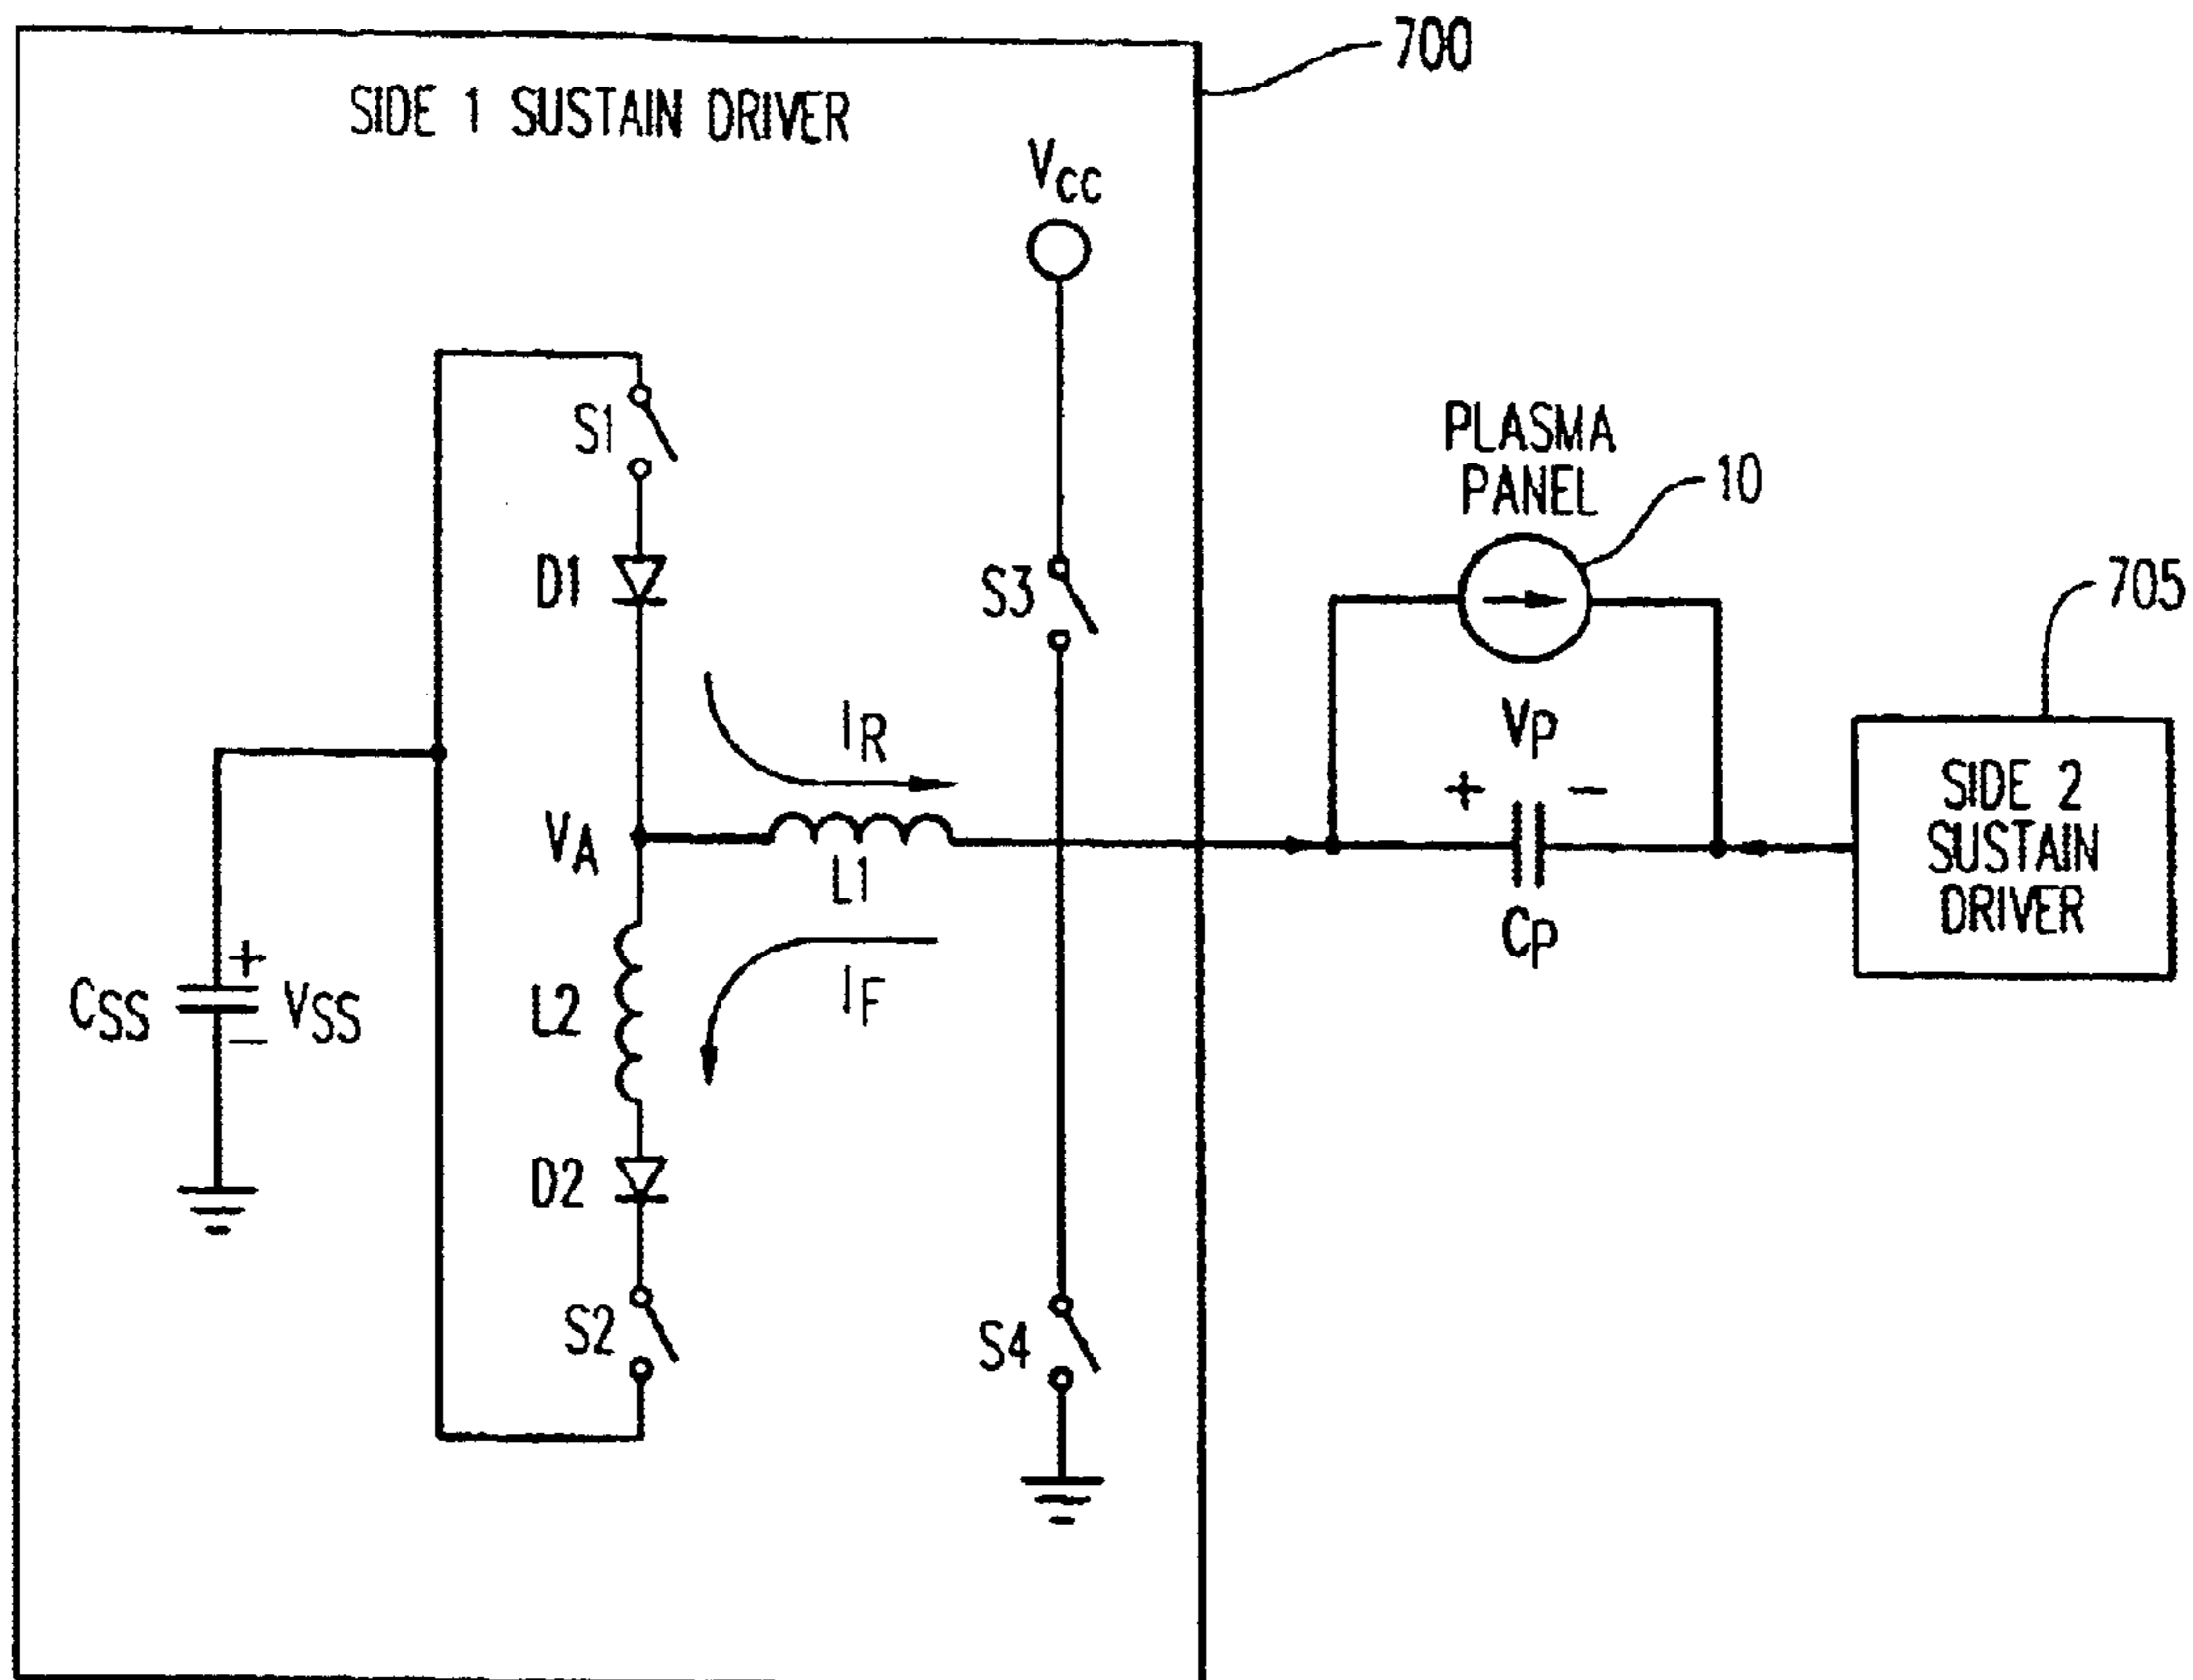 700
SIDE 1 SUSTAIN DRIVER
Vcc
S1
PLASMA
PANEL
10
D1
S3
705
IR
VP
+ −
SIDE 2
SUSTAIN
DRIVER
VA
L1
CP
CSS
+
−
VSS
L2
IF
D2
S2
S4